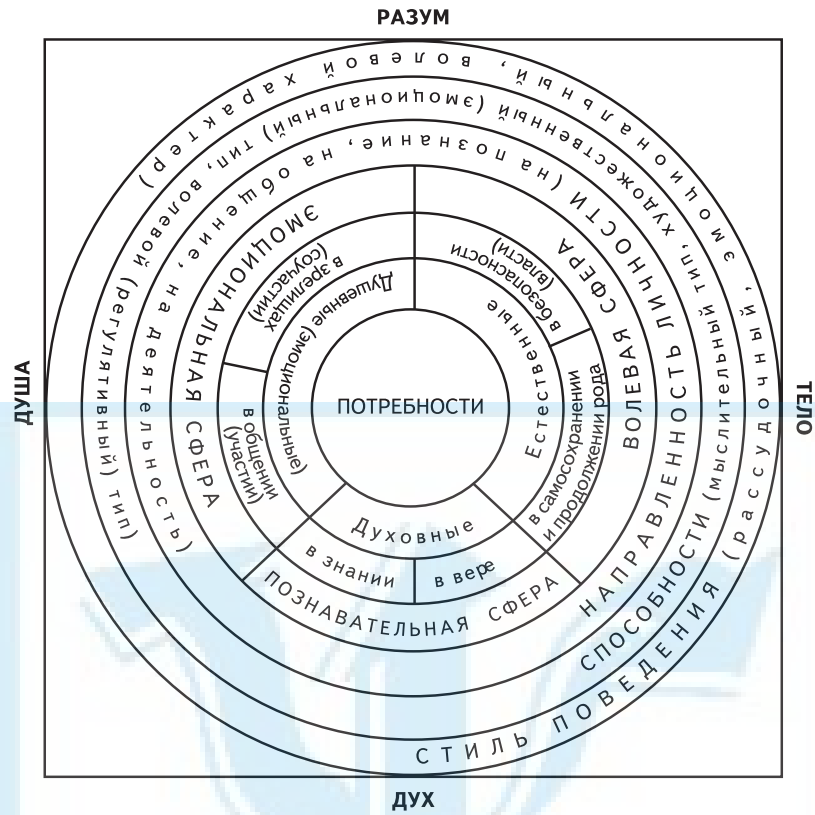 РАЗУМ
ДУША
ТЕЛО
ДУХ
ПОТРЕБНОСТИ
Естественные
Духовные
Душевные (эмоциональные)
в безопасности
(власти)
в самосохранении
и продолжении рода
в вере
в знании
в общении
(участии)
в зрелищах
(соучастии)
ВОЛЕВАЯ СФЕРА
ПОЗНАВАТЕЛЬНАЯ СФЕРА
ЭМОЦИОНАЛЬНАЯ СФЕРА
НАПРАВЛЕННОСТЬ ЛИЧНОСТИ (на познание, на общение, на деятельность)
СПОСОБНОСТИ (мыслительный тип, художественный (эмоциональный) тип, волевой (регулятивный) тип)
СТИЛЬ ПОВЕДЕНИЯ (рассудочный, эмоциональный, волевой характер)